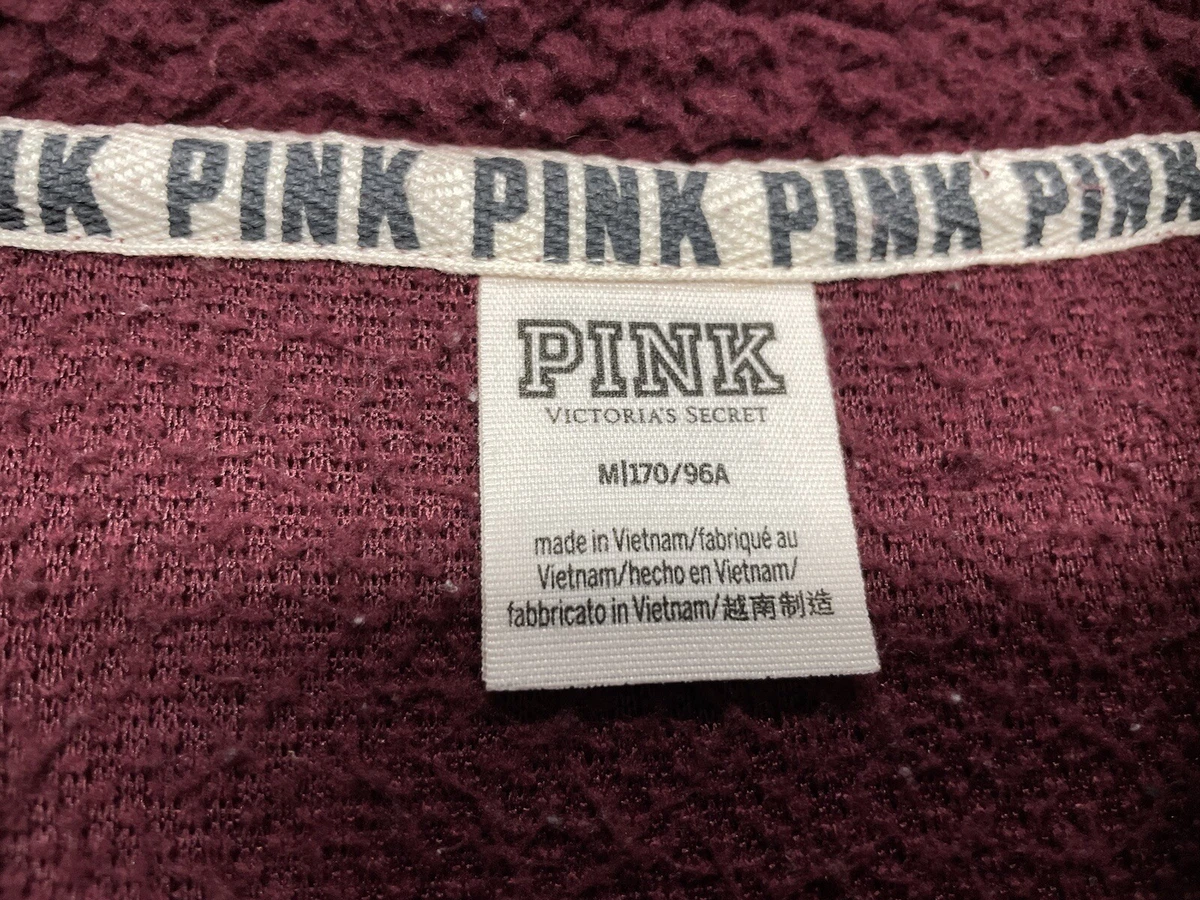 PINK PINK PINK PINK
PINK
VICTORIA'S SECRET
M|170/96A
made in Vietnam/fabriqué au
Vietnam/hecho en Vietnam/
fabbricato in Vietnam/越南制造